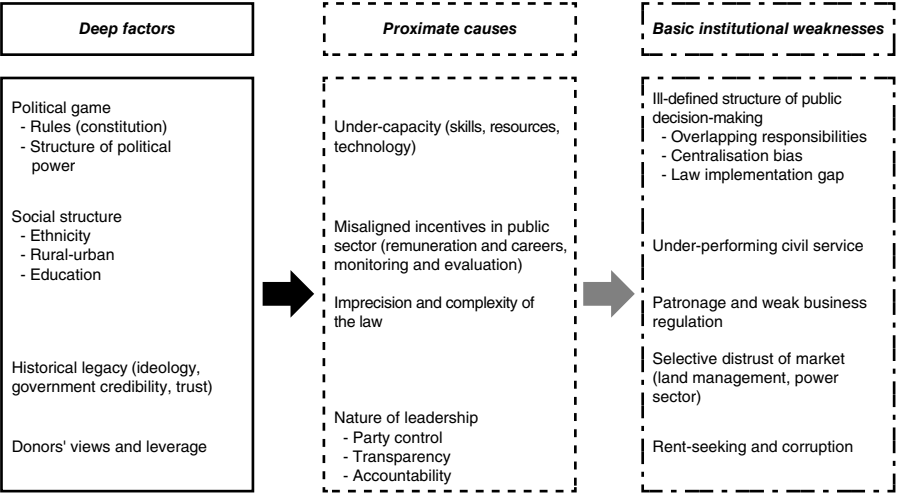 Deep factors
Political game
- Rules (constitution)
- Structure of political
power
Social structure
- Ethnicity
- Rural-urban
- Education
Historical legacy (ideology,
government credibility, trust)
Donors' views and leverage
Proximate causes
Under-capacity (skills, resources,
technology)
Misaligned incentives in public
sector (remuneration and careers,
monitoring and evaluation)
Imprecision and complexity of
the law
Nature of leadership
- Party control
- Transparency
- Accountability
Basic institutional weaknesses
Ill-defined structure of public
decision-making
- Overlapping responsibilities
- Centralisation bias
- Law implementation gap
Under-performing civil service
Patronage and weak business
regulation
Selective distrust of market
(land management, power
sector)
Rent-seeking and corruption